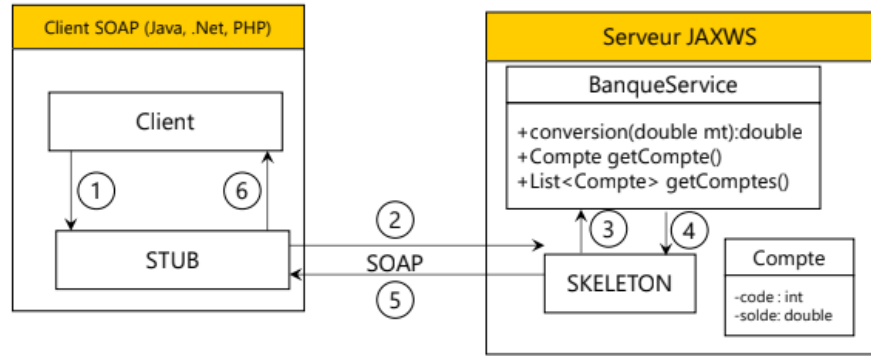 Client SOAP (Java, .Net, PHP)
Client
1
6
STUB
2
SOAP
5
Serveur JAXWS
BanqueService
+conversion(double mt):double
+Compte getCompte()
+List<Compte> getComptes()
3
4
SKELETON
Compte
-code : int
-solde: double